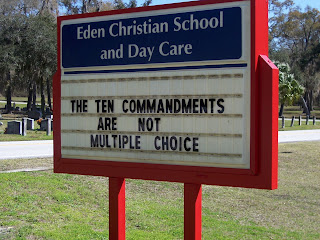 Eden Christian School
and Day Care
THE TEN COMMANDMENTS
ARE NOT
MULTIPLE CHOICE